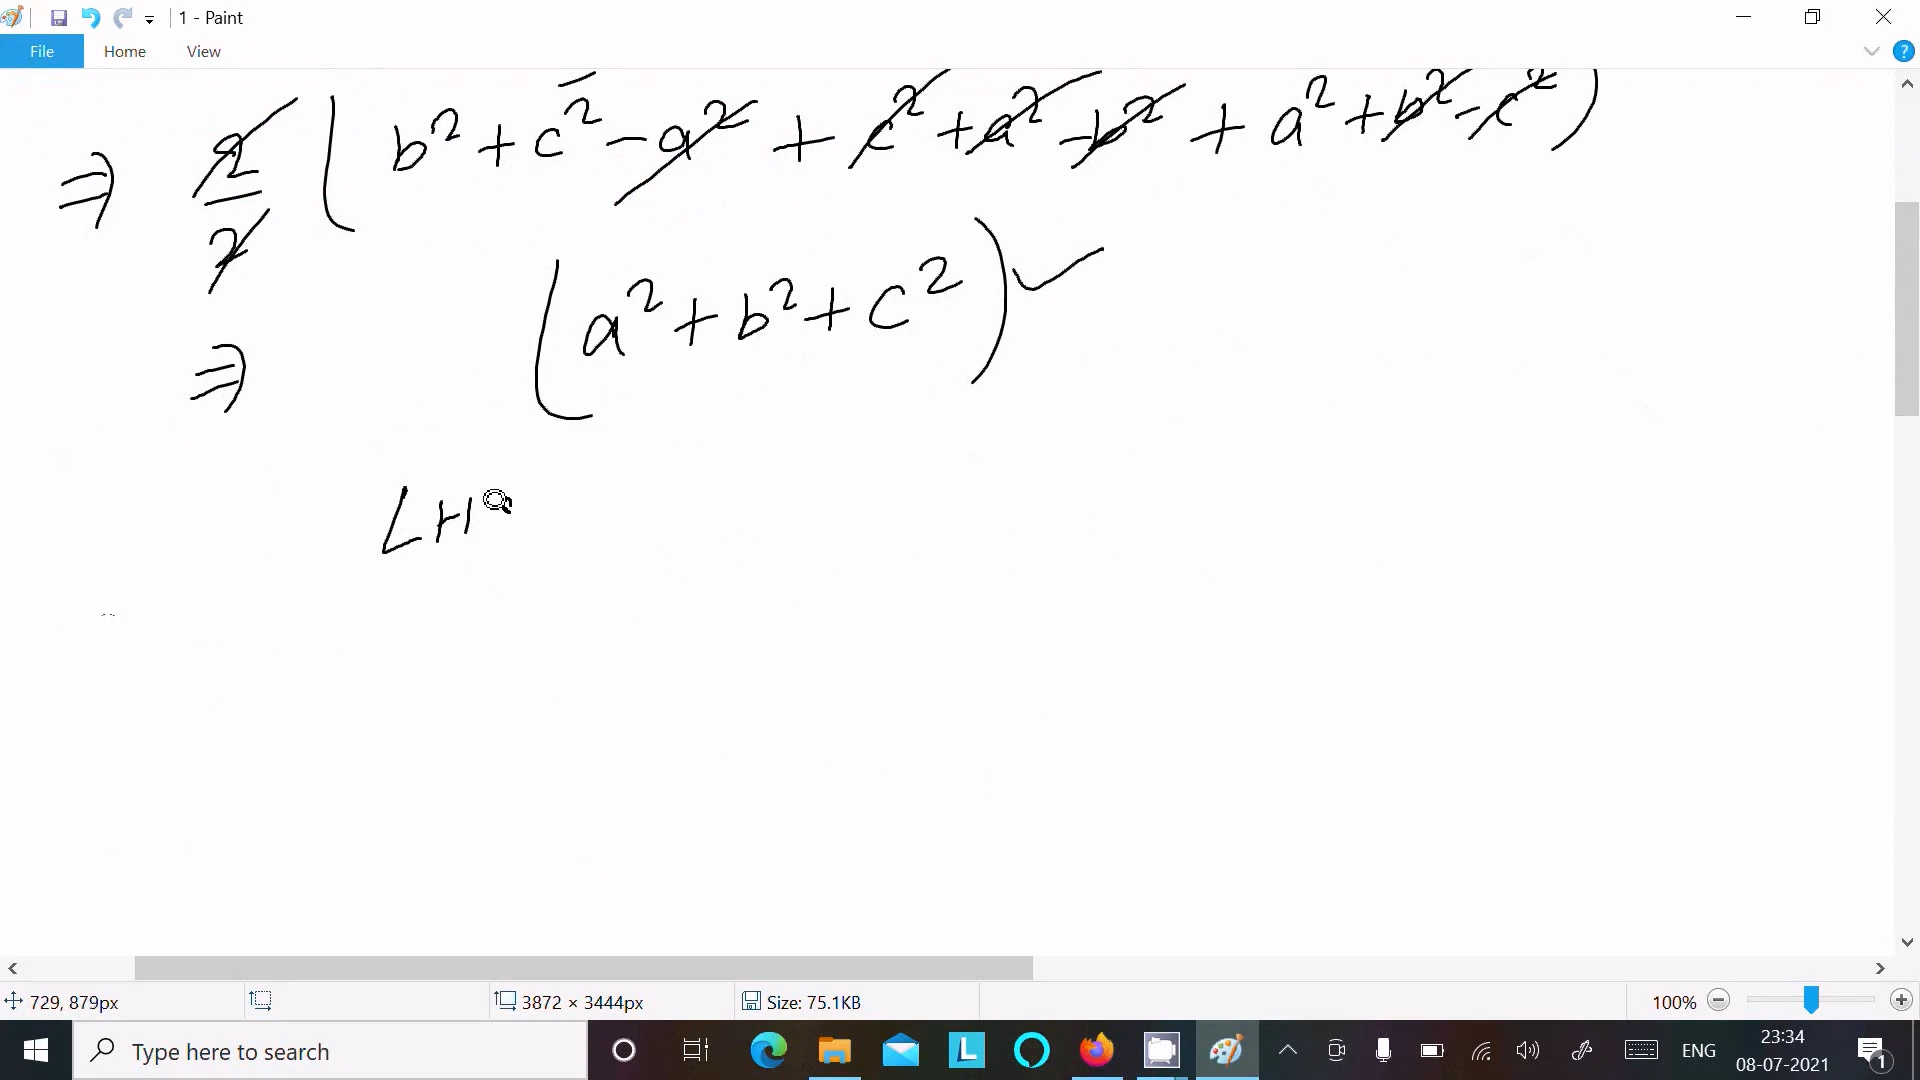 1 - Paint
File Home View
⇒ 2/2 ( b² + c² - a² + c² + a² - b² + a² + b² - c² )
⇒ ( a² + b² + c² ) ✓
LH
729, 879px 3872 × 3444px Size: 75.1KB 100%
Type here to search L ENG 23:34
08-07-2021 1